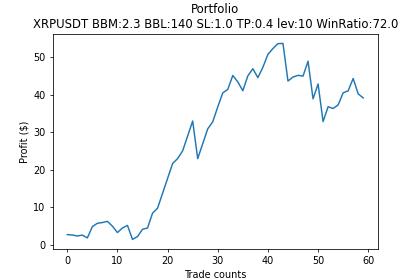 Portfolio
XRPUSDT BBM:2.3 BBL:140 SL:1.0 TP:0.4 lev:10 WinRatio:72.0
Profit ($)
50
40
30
20
10
0
0 10 20 30 40 50 60
Trade counts